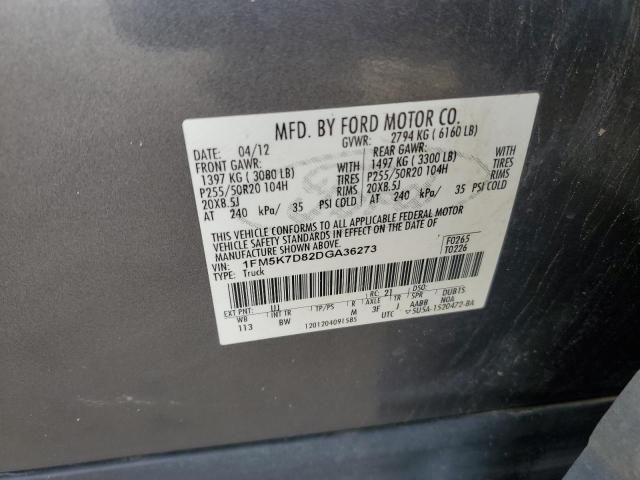 MFD. BY FORD MOTOR CO.
DATE: 04/12 GVWR: 2794 KG ( 6160 LB)
FRONT GAWR: WITH REAR GAWR: WITH
1397 KG ( 3080 LB) 1497 KG ( 3300 LB)
P255/50R20 104H TIRES P255/50R20 104H TIRES
20X8.5J RIMS 20X8.5J RIMS
AT 240 kPa/ 35 PSI COLD AT 240 kPa/ 35 PSI COLD
THIS VEHICLE CONFORMS TO ALL APPLICABLE FEDERAL MOTOR
VEHICLE SAFETY STANDARDS IN EFFECT ON THE DATE OF
MANUFACTURE SHOWN ABOVE.
VIN: 1FM5K7D82DGA36273 F0265
TYPE: Truck T0226
EXT PNT: UJ RC: 21 DSO:
WB INT TR TP/PS R AXLE TR SPR DUBTS
113 BW M 3F J AABB NOA
1201204091585 UTC 5U5A-1520472-BA